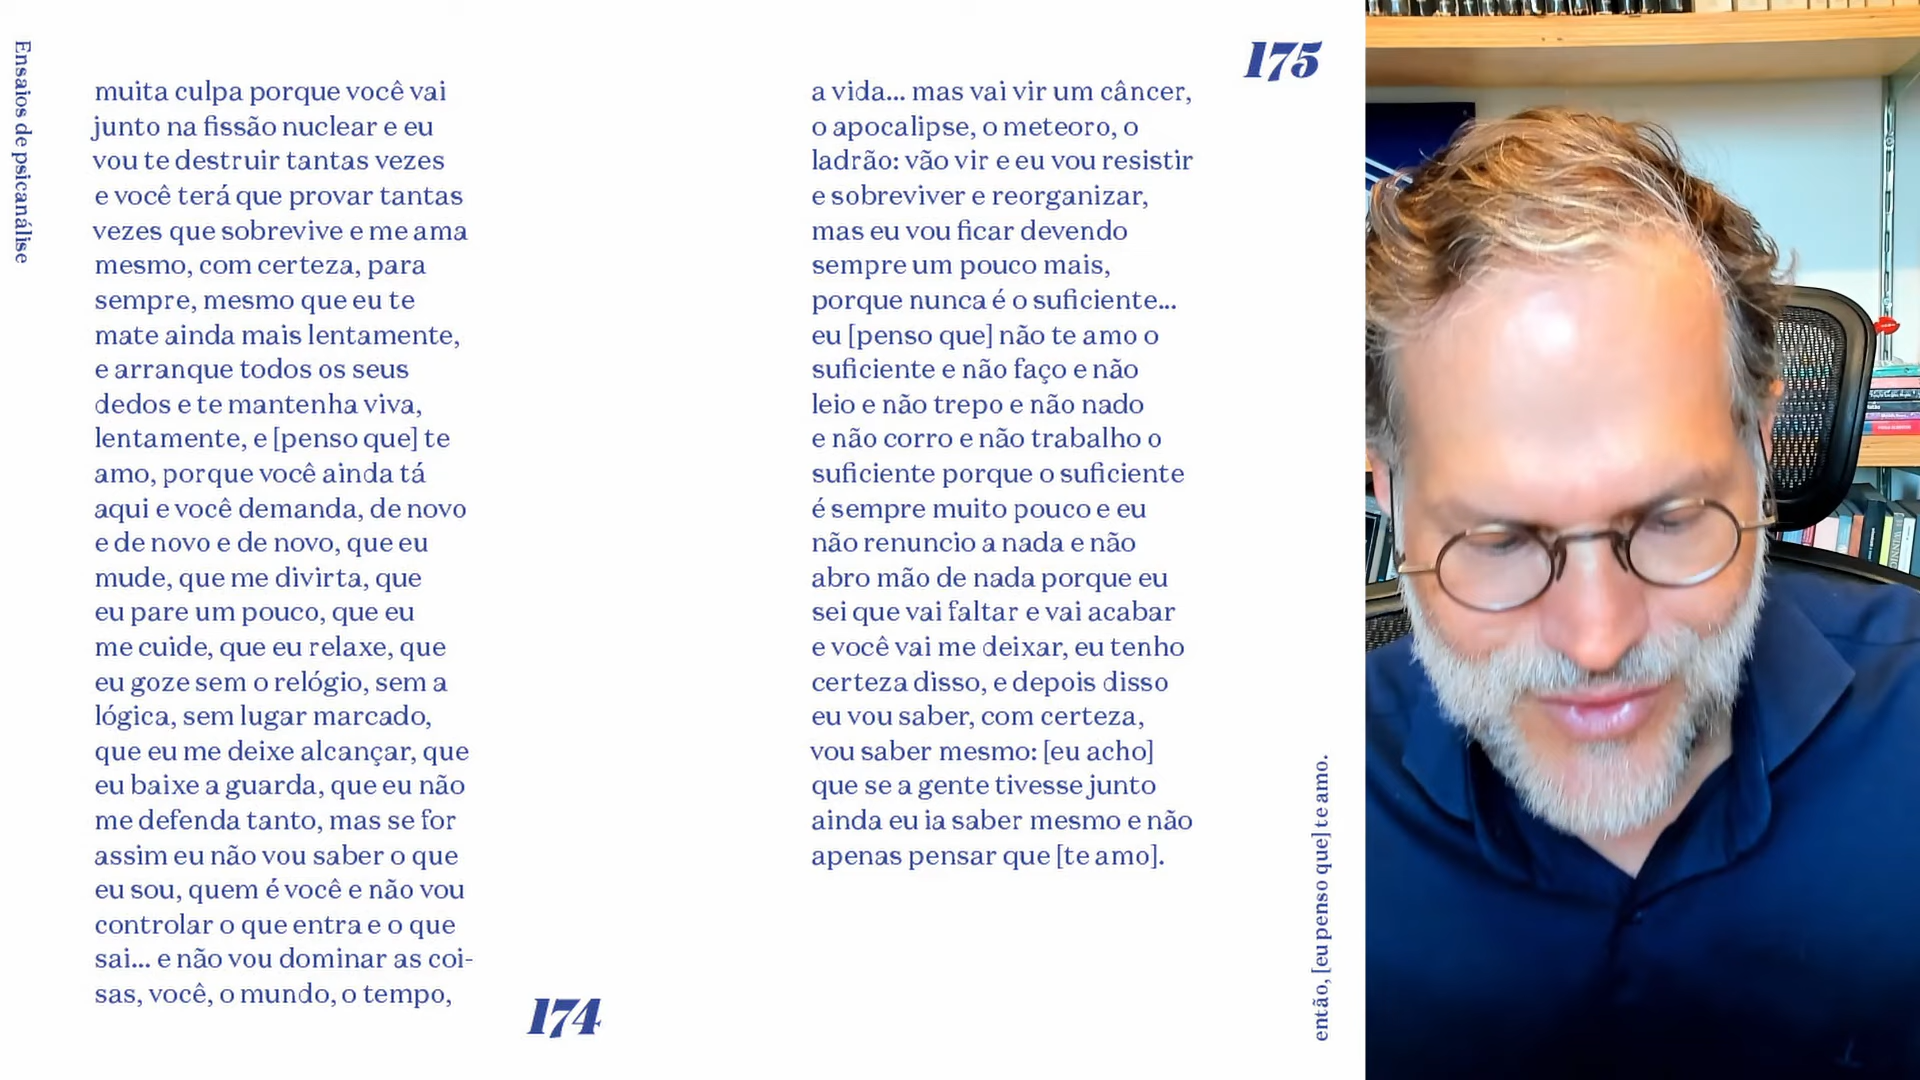 Ensaios de psicanálise
muita culpa porque você vai
junto na fissão nuclear e eu
vou te destruir tantas vezes
e você terá que provar tantas
vezes que sobrevive e me ama
mesmo, com certeza, para
sempre, mesmo que eu te
mate ainda mais lentamente,
e arranque todos os seus
dedos e te mantenha viva,
lentamente, e [penso que] te
amo, porque você ainda tá
aqui e você demanda, de novo
e de novo e de novo, que eu
mude, que me divirta, que
eu pare um pouco, que eu
me cuide, que eu relaxe, que
eu goze sem o relógio, sem a
lógica, sem lugar marcado,
que eu me deixe alcançar, que
eu baixe a guarda, que eu não
me defenda tanto, mas se for
assim eu não vou saber o que
eu sou, quem é você e não vou
controlar o que entra e o que
sai... e não vou dominar as coi-
sas, você, o mundo, o tempo,
174
175
a vida... mas vai vir um câncer,
o apocalipse, o meteoro, o
ladrão: vão vir e eu vou resistir
e sobreviver e reorganizar,
mas eu vou ficar devendo
sempre um pouco mais,
porque nunca é o suficiente...
eu [penso que] não te amo o
suficiente e não faço e não
leio e não trepo e não nado
e não corro e não trabalho o
suficiente porque o suficiente
é sempre muito pouco e eu
não renuncio a nada e não
abro mão de nada porque eu
sei que vai faltar e vai acabar
e você vai me deixar, eu tenho
certeza disso, e depois disso
eu vou saber, com certeza,
vou saber mesmo: [eu acho]
que se a gente tivesse junto
ainda eu ia saber mesmo e não
apenas pensar que [te amo].
então, [eu penso que] te amo.